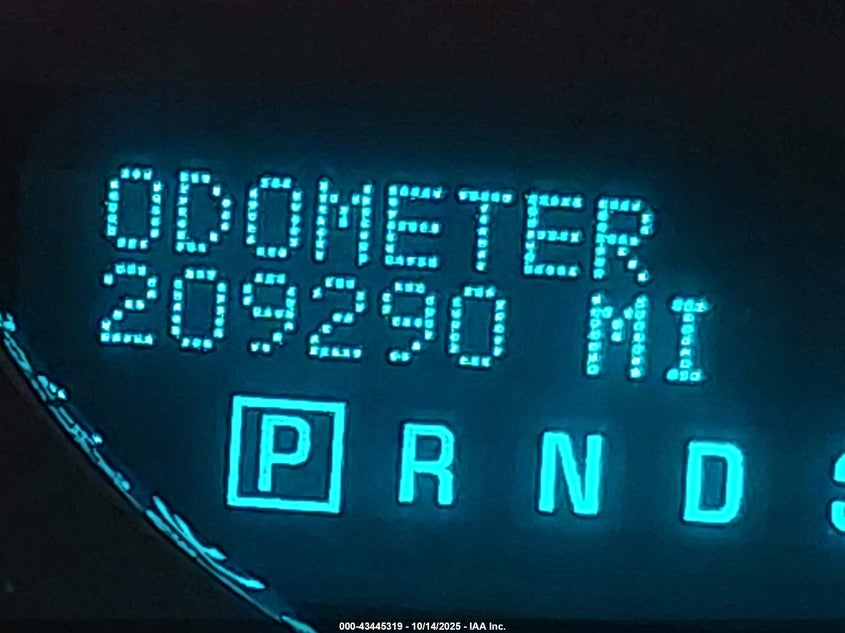 ODOMETER
209290 MI
P R N D
000-43445319 - 10/14/2025 - IAA Inc.